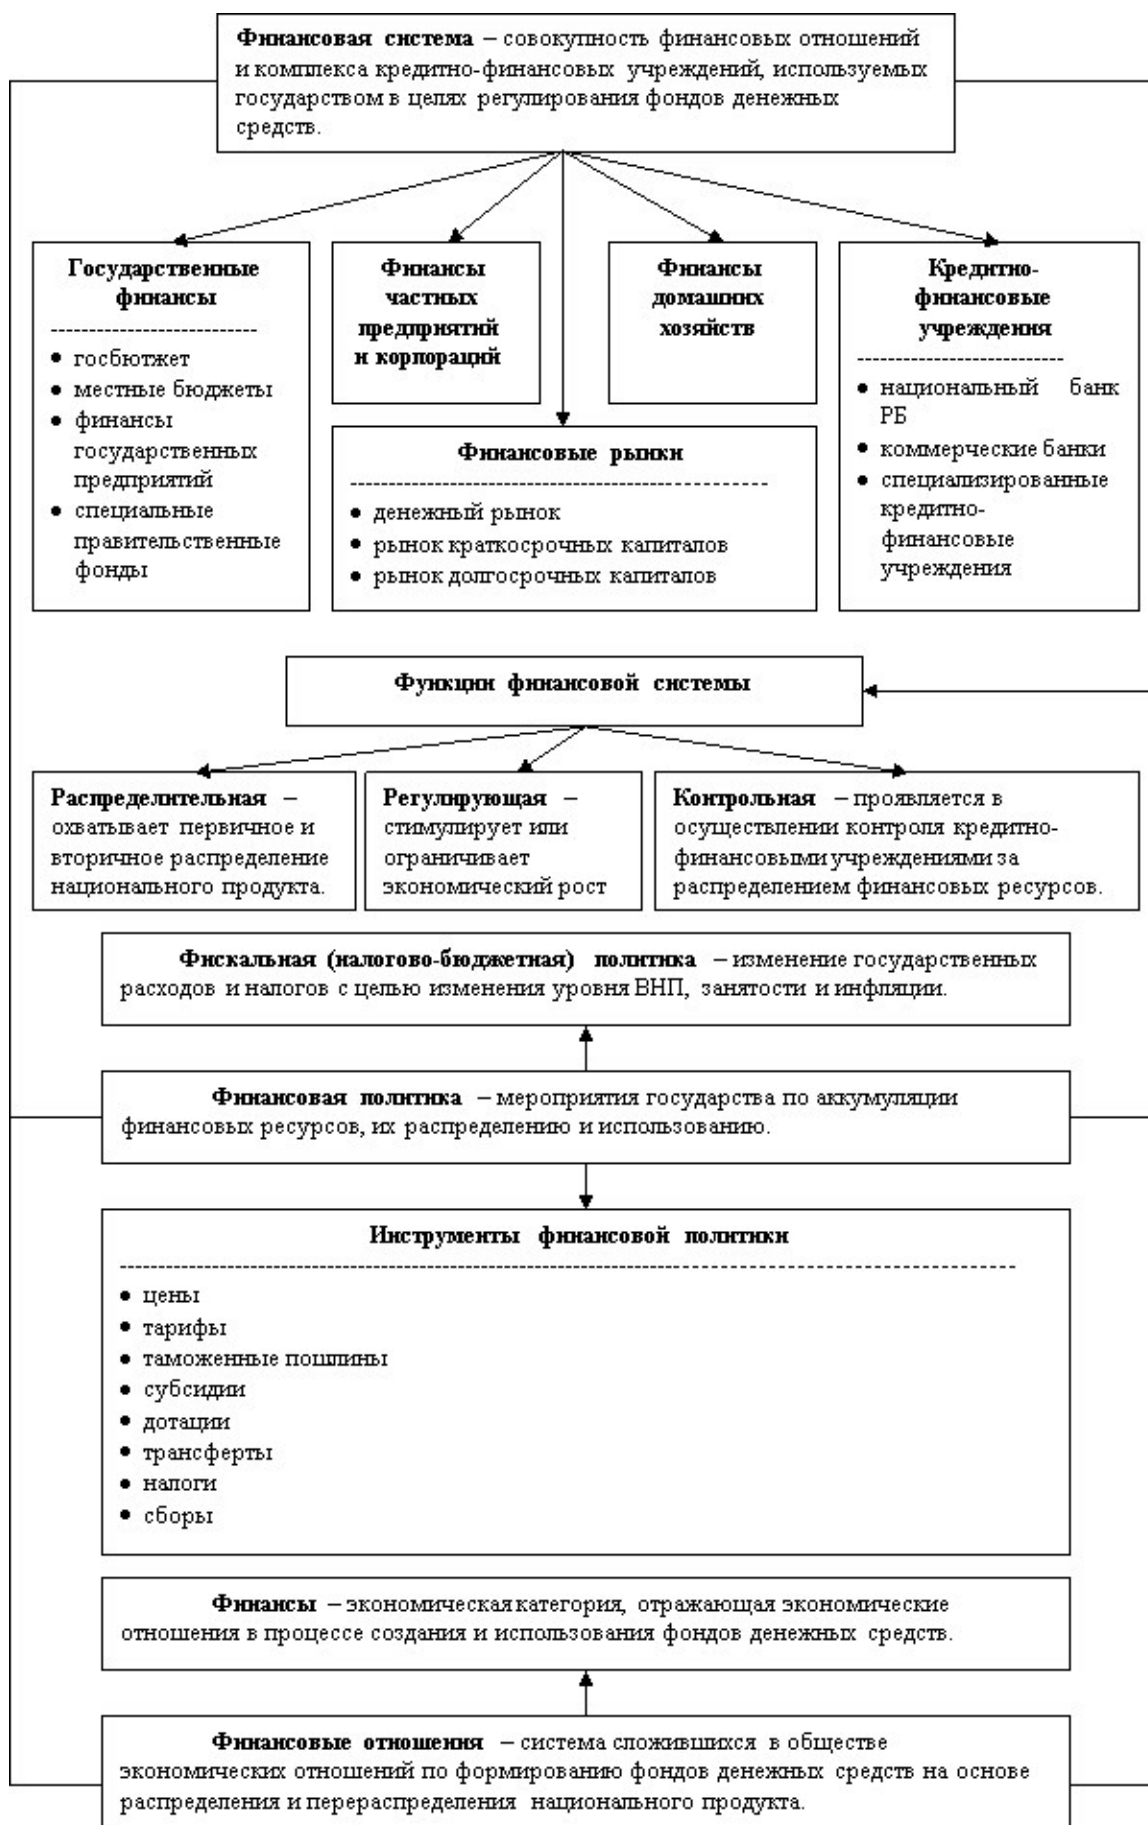 Финансовая система – совокупность финансовых отношений
и комплекса кредитно-финансовых учреждений, используемых
государством в целях регулирования фондов денежных
средств.
Государственные
финансы
---------------------------
• госбютжет
• местные бюджеты
• финансы
государственных
предприятий
• специальные
правительственные
фонды
Финансы
частных
предприятий
и корпораций
Финансы
домашних
хозяйств
Кредитно-
финансовые
учреждения
---------------------------
• национальный банк
РБ
• коммерческие банки
• специализированные
кредитно-
финансовые
учреждения
Финансовые рынки
-------------------------------------------------------
• денежный рынок
• рынок краткосрочных капиталов
• рынок долгосрочных капиталов
Функции финансовой системы
Распределительная –
охватывает первичное и
вторичное распределение
национального продукта.
Регулирующая –
стимулирует или
ограничивает
экономический рост
Контрольная – проявляется в
осуществлении контроля кредитно-
финансовыми учреждениями за
распределением финансовых ресурсов.
Фискальная (налогово-бюджетная) политика – изменение государственных
расходов и налогов с целью изменения уровня ВНП, занятости и инфляции.
Финансовая политика – мероприятия государства по аккумуляции
финансовых ресурсов, их распределению и использованию.
Инструменты финансовой политики
----------------------------------------------------------------------------------------------------------------
• цены
• тарифы
• таможенные пошлины
• субсидии
• дотации
• трансферты
• налоги
• сборы
Финансы – экономическая категория, отражающая экономические
отношения в процессе создания и использования фондов денежных средств.
Финансовые отношения – система сложившихся в обществе
экономических отношений по формированию фондов денежных средств на основе
распределения и перераспределения национального продукта.